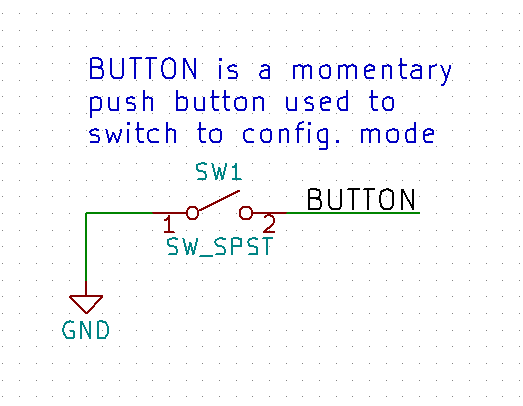 BUTTON is a momentary
push button used to
switch to config. mode
SW1
BUTTON
1
2
SW_SPST
GND